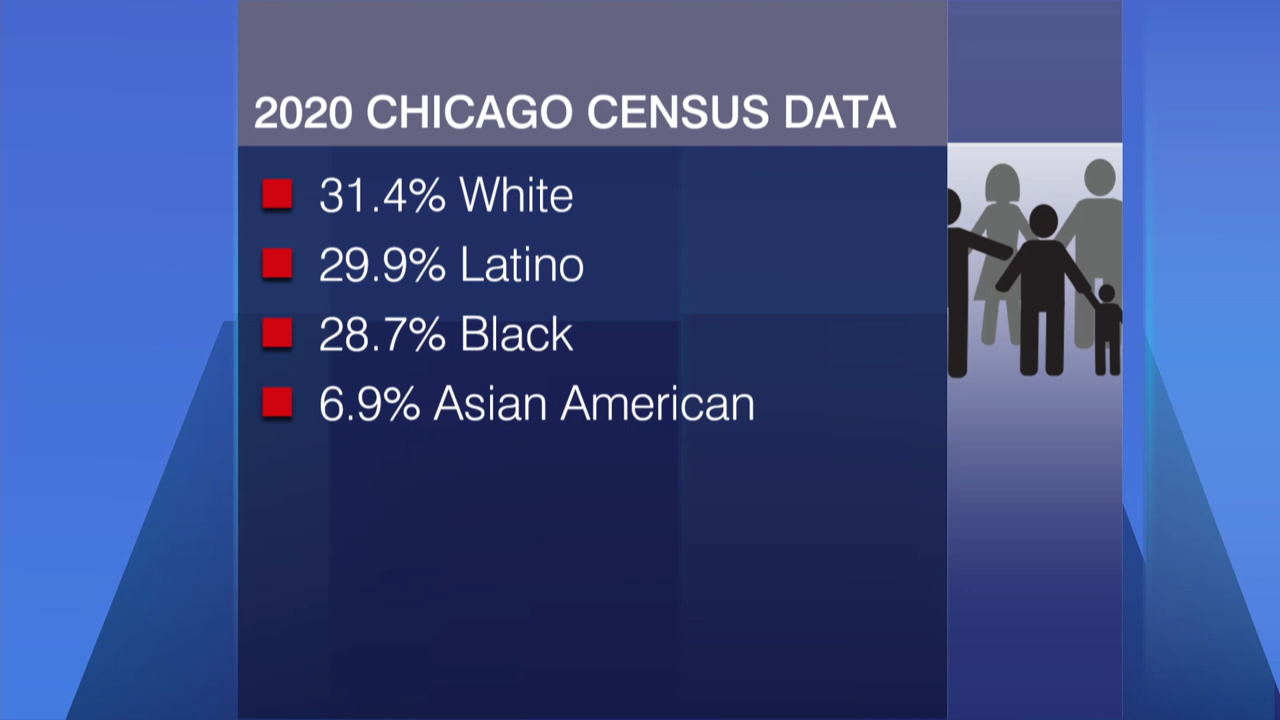 2020 CHICAGO CENSUS DATA
31.4% White
29.9% Latino
28.7% Black
6.9% Asian American